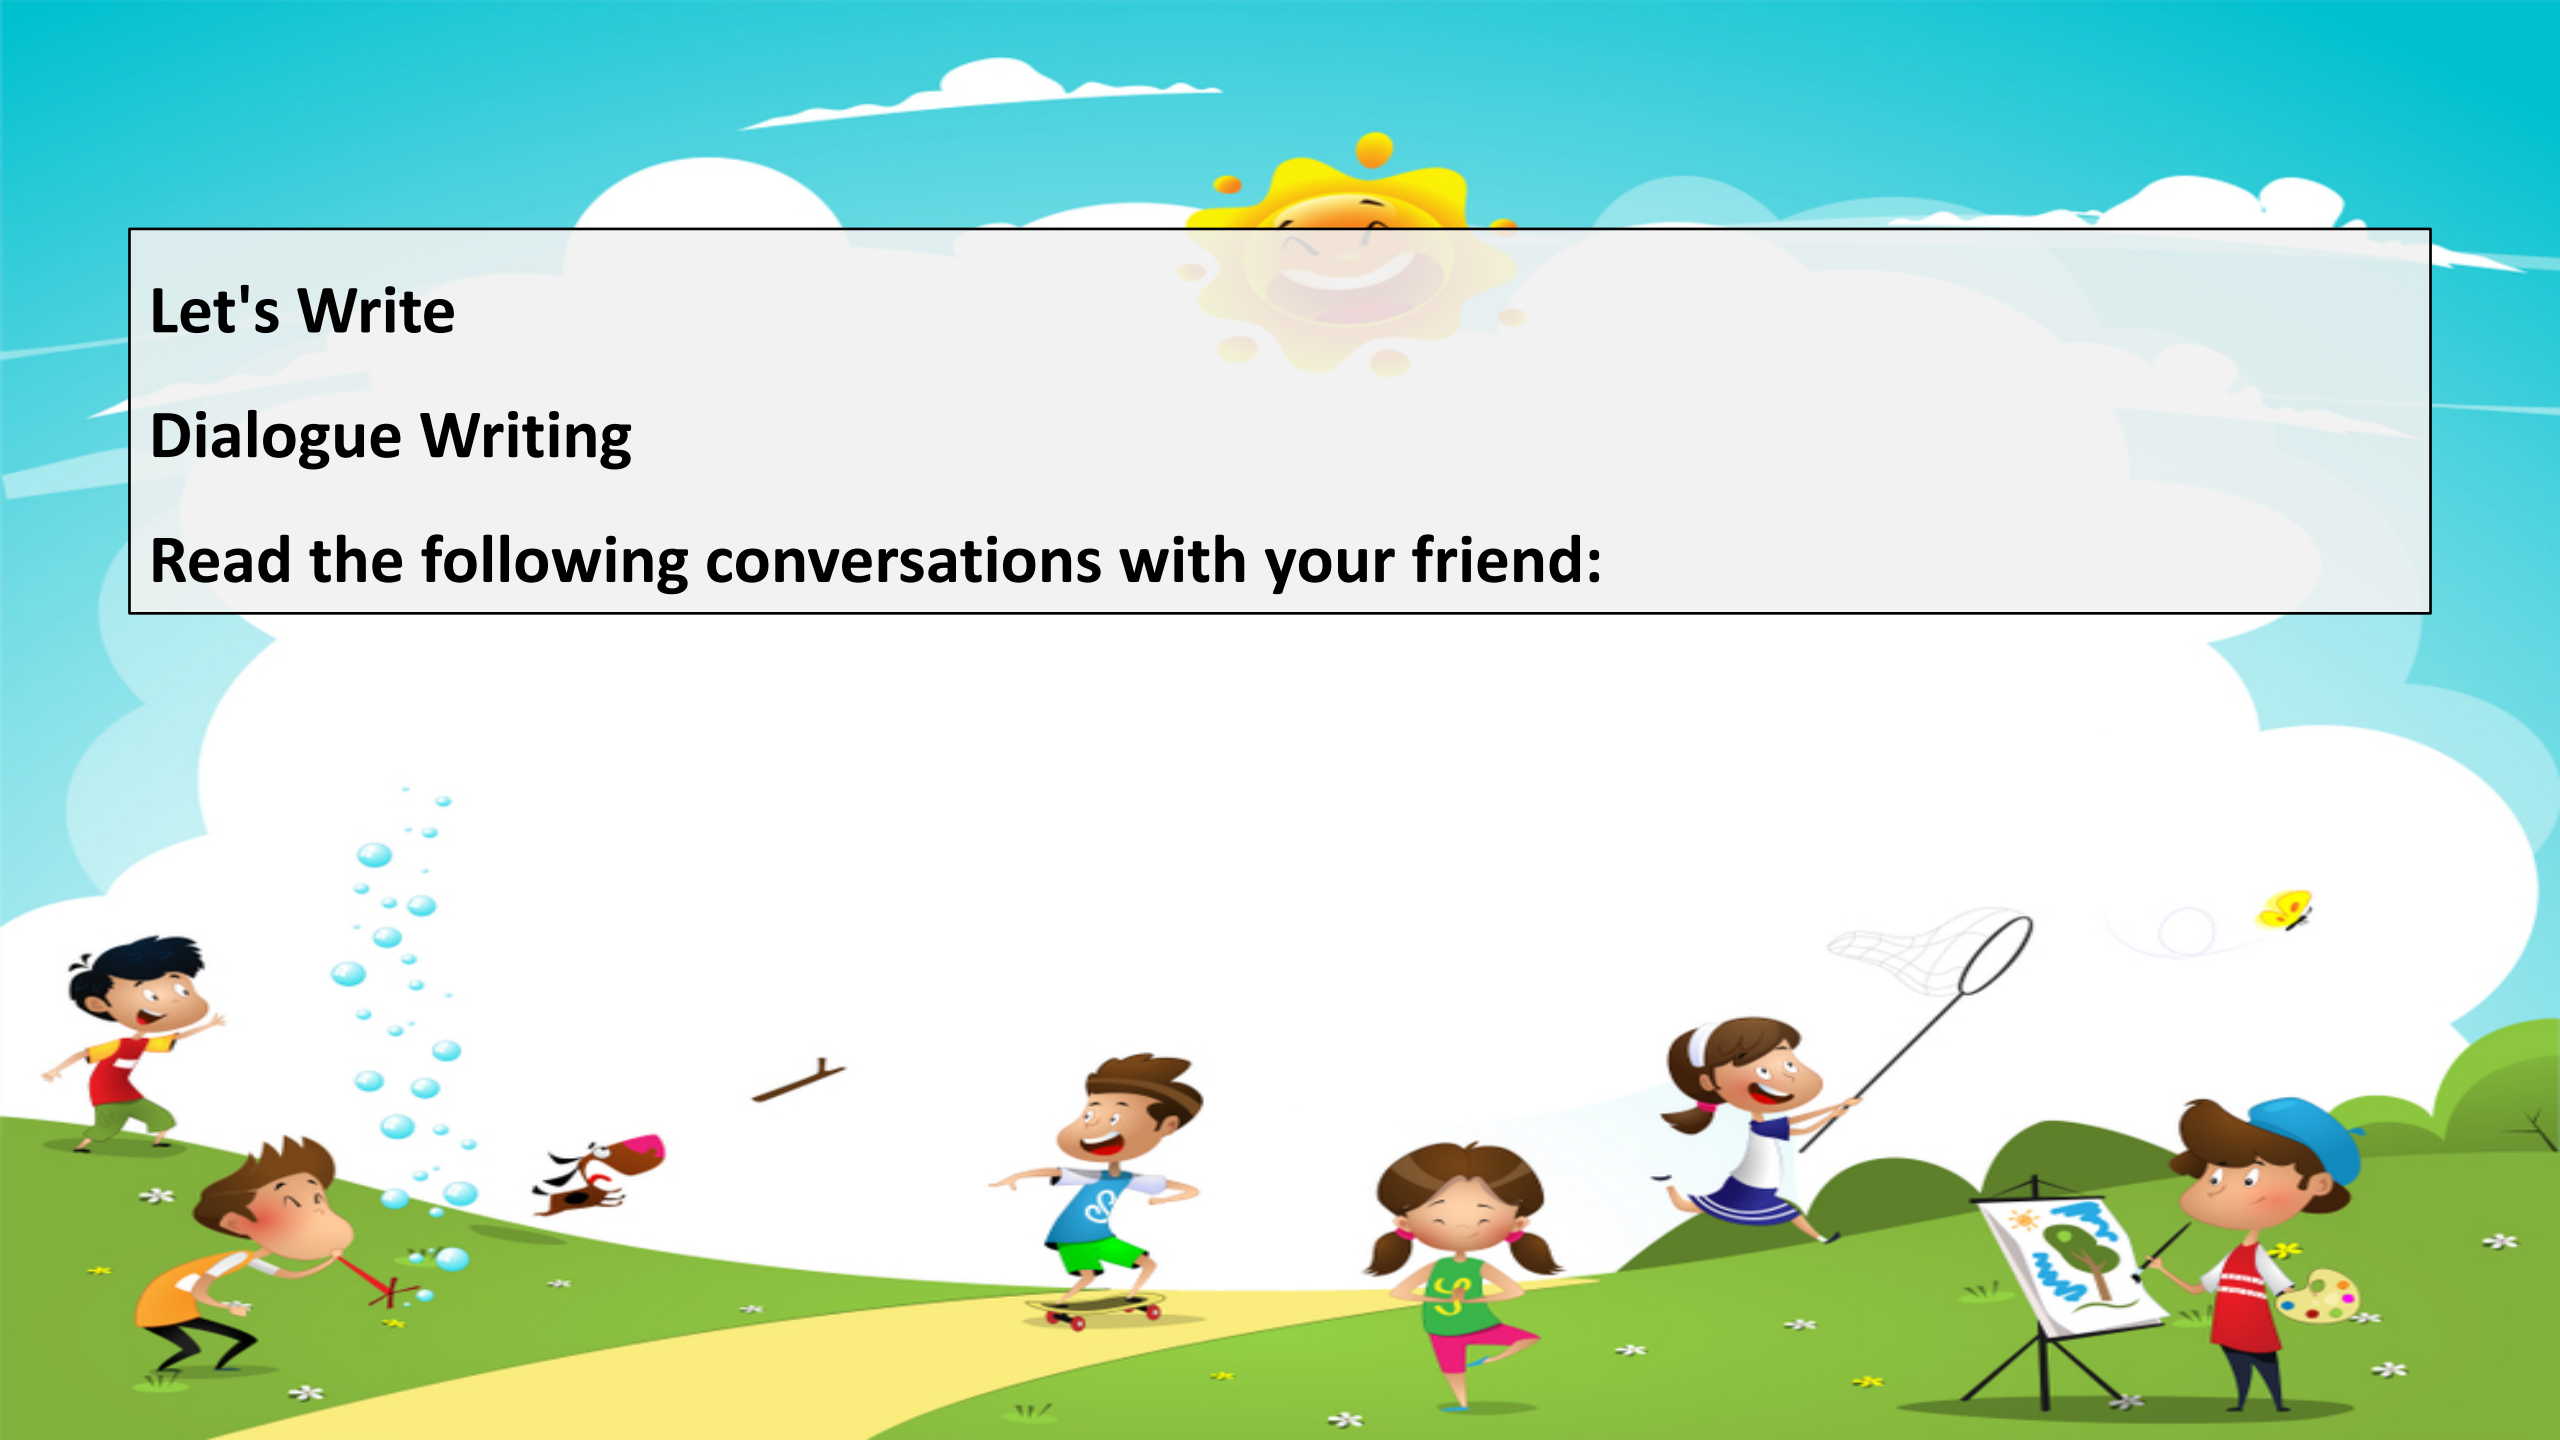 Let's Write
Dialogue Writing
Read the following conversations with your friend: